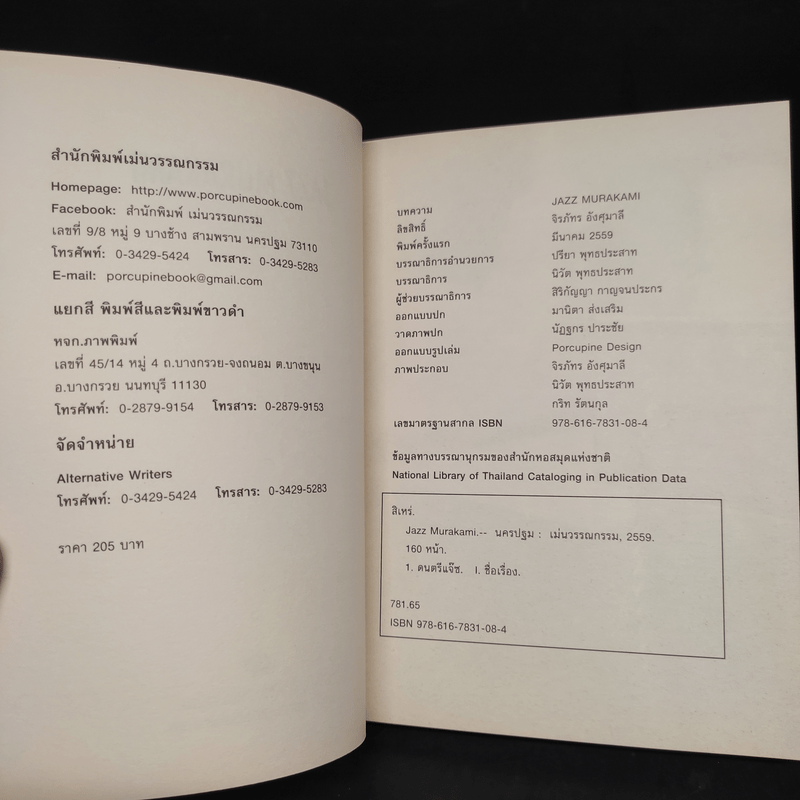 สำนักพิมพ์เม่นวรรณกรรม
Homepage: http://www.porcupinebook.com
Facebook: สำนักพิมพ์ เม่นวรรณกรรม
เลขที่ 9/8 หมู่ 9 บางช้าง สามพราน นครปฐม 73110
โทรศัพท์: 0-3429-5424 โทรสาร: 0-3429-5283
E-mail: porcupinebook@gmail.com
แยกสี พิมพ์สีและพิมพ์ขาวดำ
หจก.ภาพพิมพ์
เลขที่ 45/14 หมู่ 4 ถ.บางกรวย-จงถนอม ต.บางขนุน
อ.บางกรวย นนทบุรี 11130
โทรศัพท์: 0-2879-9154 โทรสาร: 0-2879-9153
จัดจำหน่าย
Alternative Writers
โทรศัพท์: 0-3429-5424 โทรสาร: 0-3429-5283
ราคา 205 บาท
บทความ JAZZ MURAKAMI
ลิขสิทธิ์ จิรภัทร อังศุมาลี
พิมพ์ครั้งแรก มีนาคม 2559
บรรณาธิการอำนวยการ ปรียา พุทธประสาท
บรรณาธิการ นิวัต พุทธประสาท
ผู้ช่วยบรรณาธิการ สิริกัญญา กาญจนประกร
ออกแบบปก มานิตา ส่งเสริม
วาดภาพปก นัฏฐกร ปาระชัย
ออกแบบรูปเล่ม Porcupine Design
ภาพประกอบ จิรภัทร อังศุมาลี
นิวัต พุทธประสาท
กริท รัตนกุล
เลขมาตรฐานสากล ISBN 978-616-7831-08-4
ข้อมูลทางบรรณานุกรมของสำนักหอสมุดแห่งชาติ
National Library of Thailand Cataloging in Publication Data
สิเหร่.
Jazz Murakami.-- นครปฐม : เม่นวรรณกรรม, 2559.
160 หน้า.
1. ดนตรีแจ๊ซ. I. ชื่อเรื่อง.
781.65
ISBN 978-616-7831-08-4